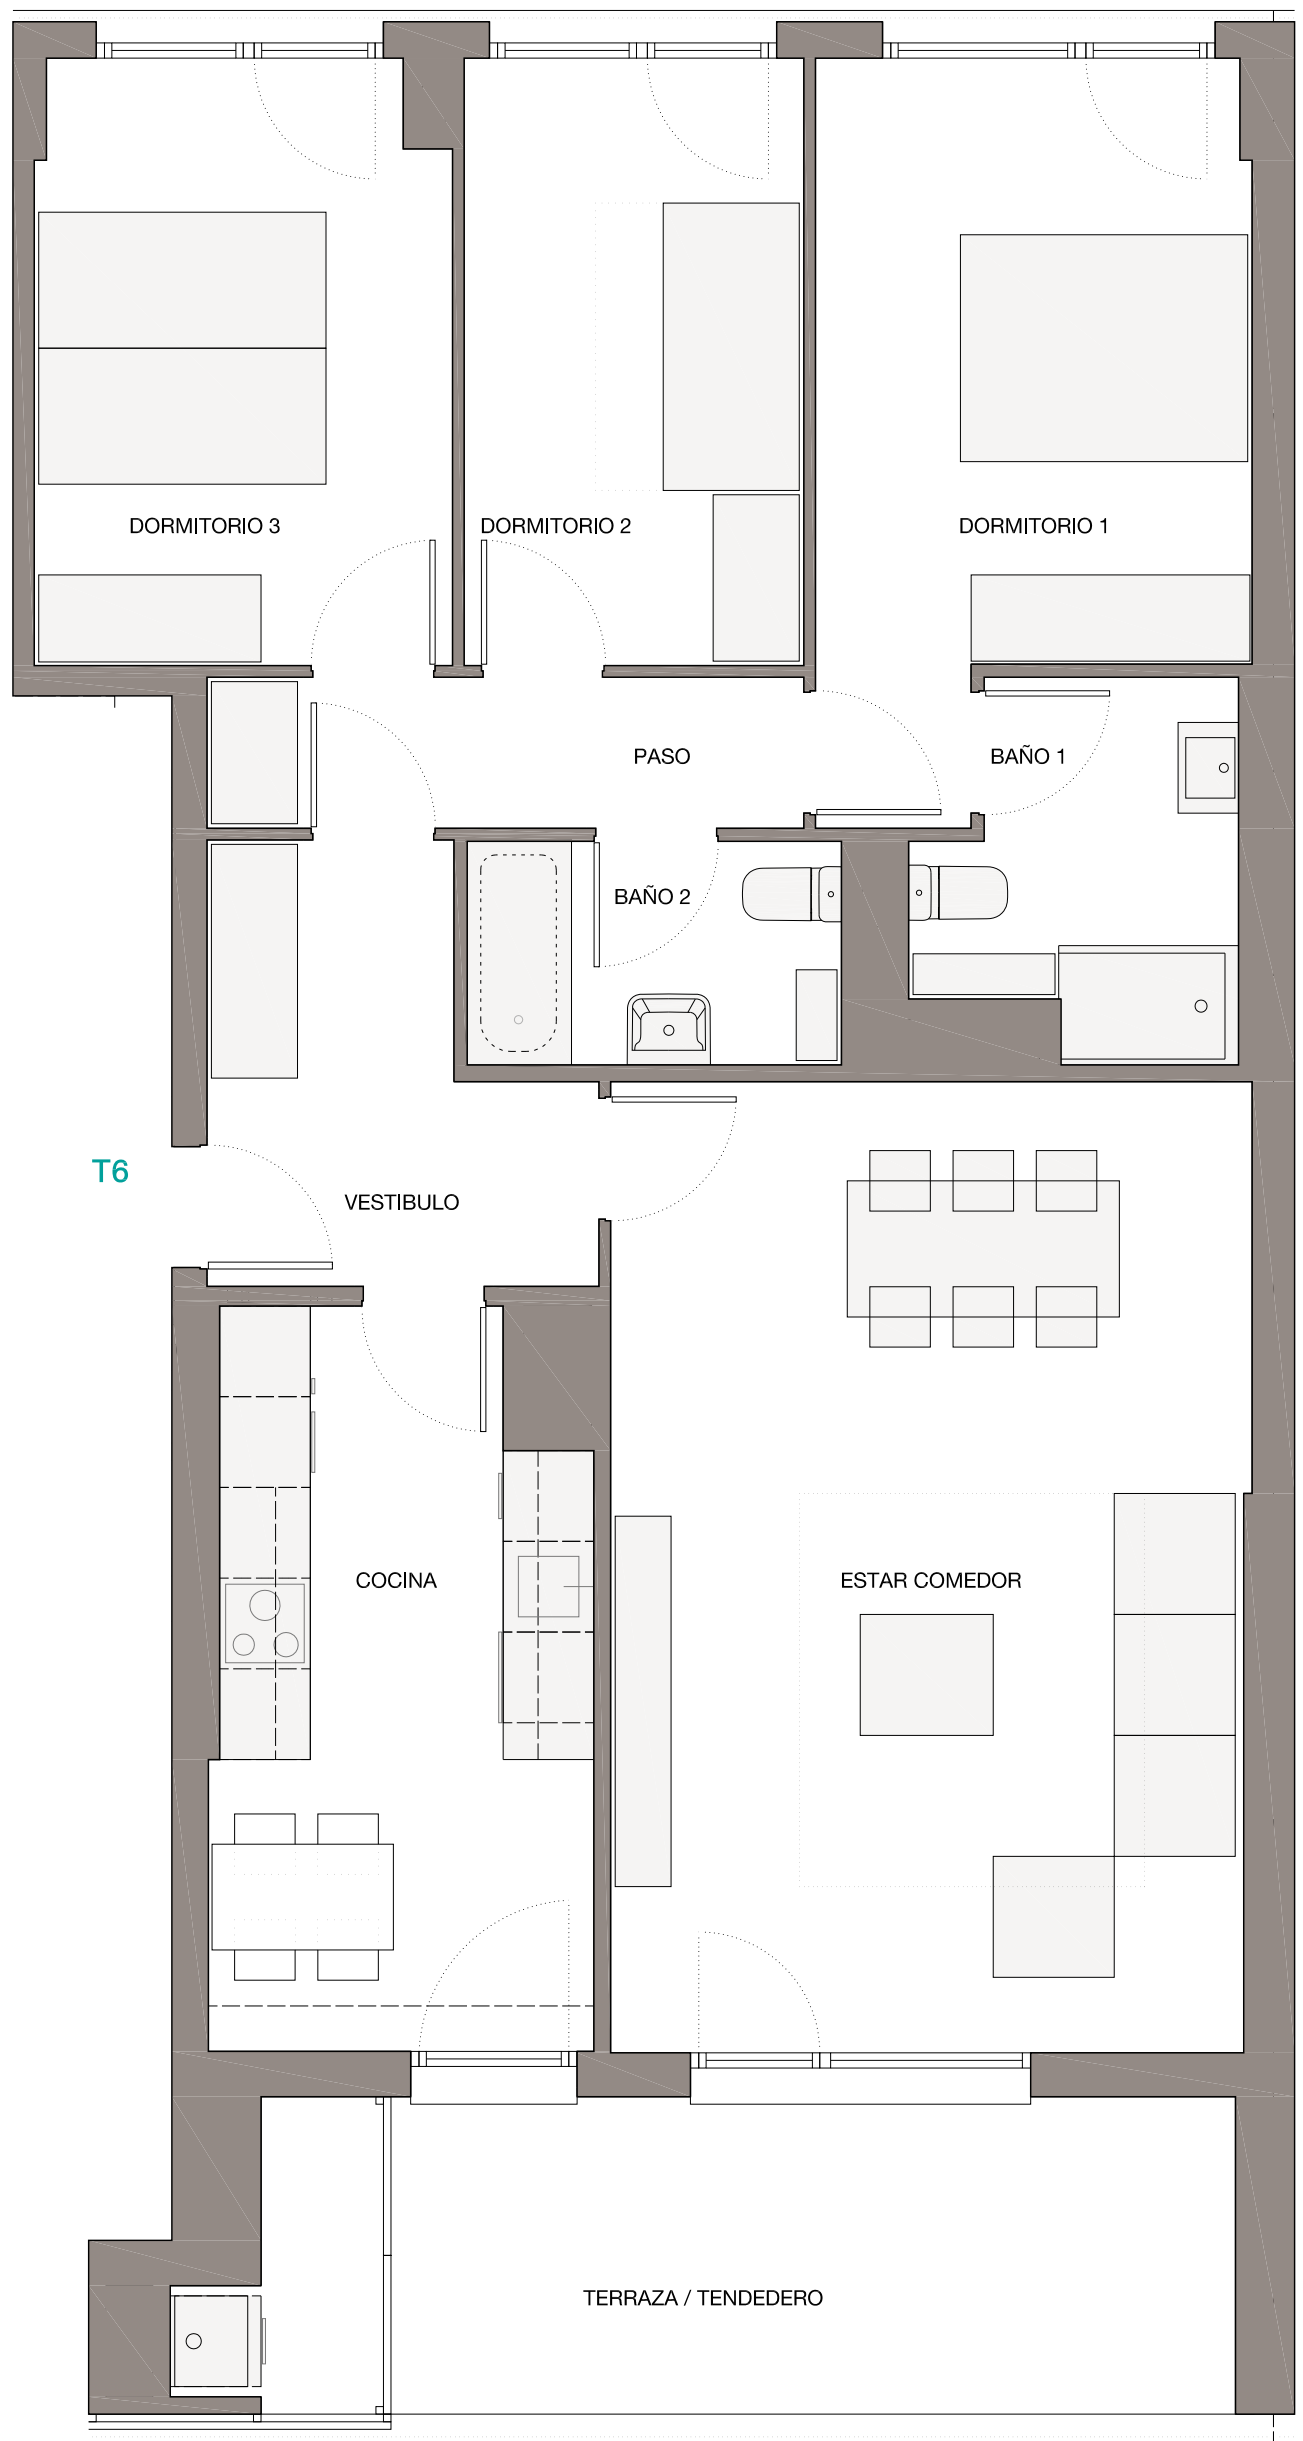 DORMITORIO 3
DORMITORIO 2
DORMITORIO 1
PASO
BAÑO 1
BAÑO 2
T6
VESTIBULO
COCINA
ESTAR COMEDOR
TERRAZA / TENDEDERO